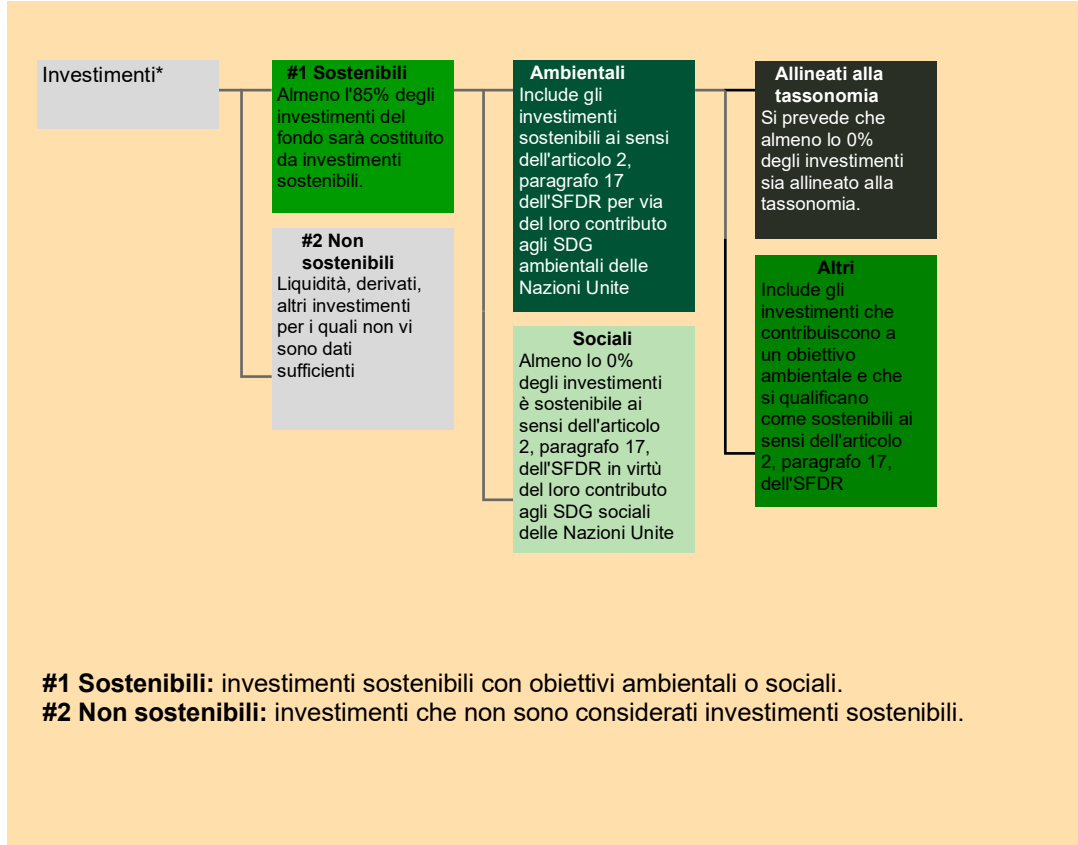 Investimenti*
#1 Sostenibili
Almeno l'85% degli
investimenti del
fondo sarà costituito
da investimenti
sostenibili.
#2 Non
sostenibili
Liquidità, derivati,
altri investimenti
per i quali non vi
sono dati
sufficienti
Ambientali
Include gli
investimenti
sostenibili ai sensi
dell'articolo 2,
paragrafo 17
dell'SFDR per via
del loro contributo
agli SDG
ambientali delle
Nazioni Unite
Sociali
Almeno lo 0%
degli investimenti
è sostenibile ai
sensi dell'articolo
2, paragrafo 17,
dell'SFDR in virtù
del loro contributo
agli SDG sociali
delle Nazioni Unite
Allineati alla
tassonomia
Si prevede che
almeno lo 0%
degli investimenti
sia allineato alla
tassonomia.
Altri
Include gli
investimenti che
contribuiscono a
un obiettivo
ambientale e che
si qualificano
come sostenibili ai
sensi dell'articolo
2, paragrafo 17,
dell'SFDR
#1 Sostenibili: investimenti sostenibili con obiettivi ambientali o sociali.
#2 Non sostenibili: investimenti che non sono considerati investimenti sostenibili.